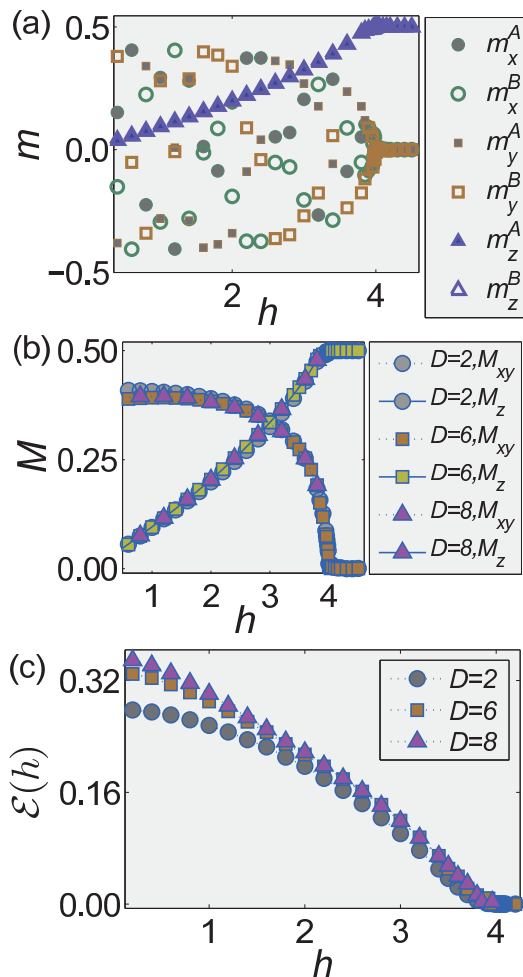 (a)
0.5
0.0
−0.5
m
2
4
h
m_x^A
m_x^B
m_y^A
m_y^B
m_z^A
m_z^B
(b)
0.50
0.25
0.00
M
1
2
3
4
h
D=2,M_xy
D=2,M_z
D=6,M_xy
D=6,M_z
D=8,M_xy
D=8,M_z
(c)
0.32
0.16
0.00
ℰ(h)
1
2
3
4
h
D=2
D=6
D=8